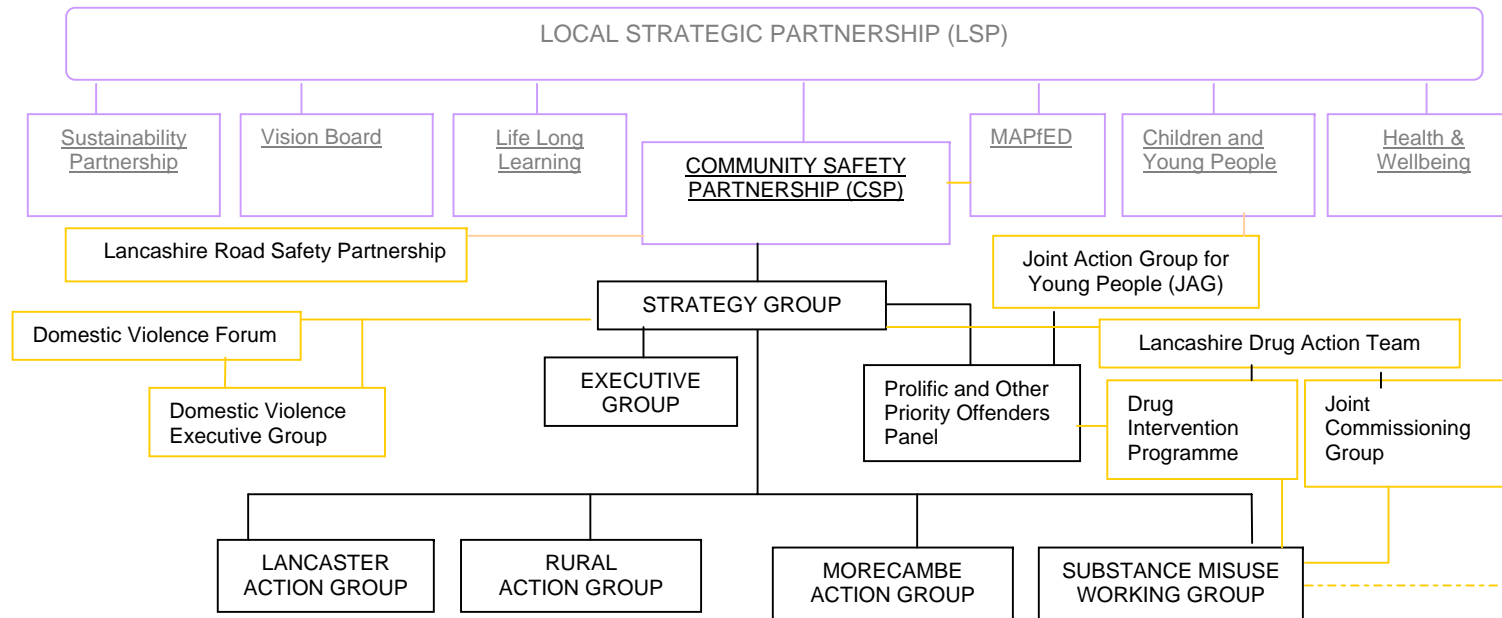 LOCAL STRATEGIC PARTNERSHIP (LSP)
Sustainability
Partnership
Vision Board
Life Long
Learning
COMMUNITY SAFETY
PARTNERSHIP (CSP)
MAPfED
Children and
Young People
Health &
Wellbeing
Lancashire Road Safety Partnership
Joint Action Group for
Young People (JAG)
STRATEGY GROUP
Domestic Violence Forum
Lancashire Drug Action Team
EXECUTIVE
GROUP
Prolific and Other
Priority Offenders
Panel
Drug
Intervention
Programme
Joint
Commissioning
Group
Domestic Violence
Executive Group
LANCASTER
ACTION GROUP
RURAL
ACTION GROUP
MORECAMBE
ACTION GROUP
SUBSTANCE MISUSE
WORKING GROUP